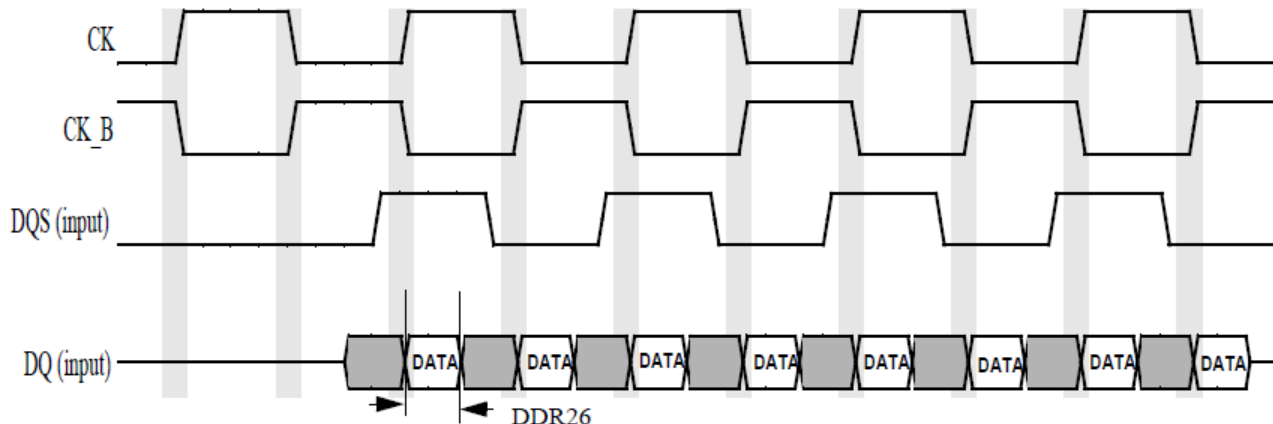 CK
CK_B
DQS (input)
DQ (input)
DATA DATA DATA DATA DATA DATA DATA DATA
DDR26